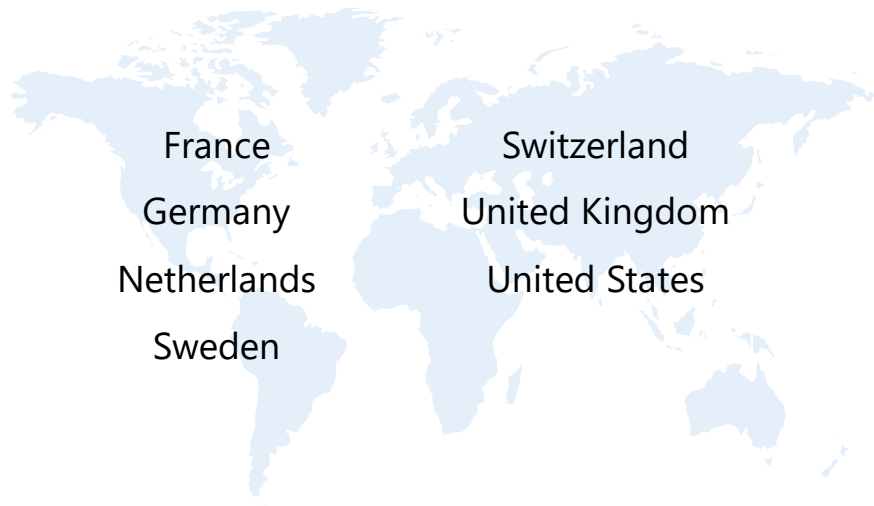 France
Germany
Netherlands
Sweden
Switzerland
United Kingdom
United States